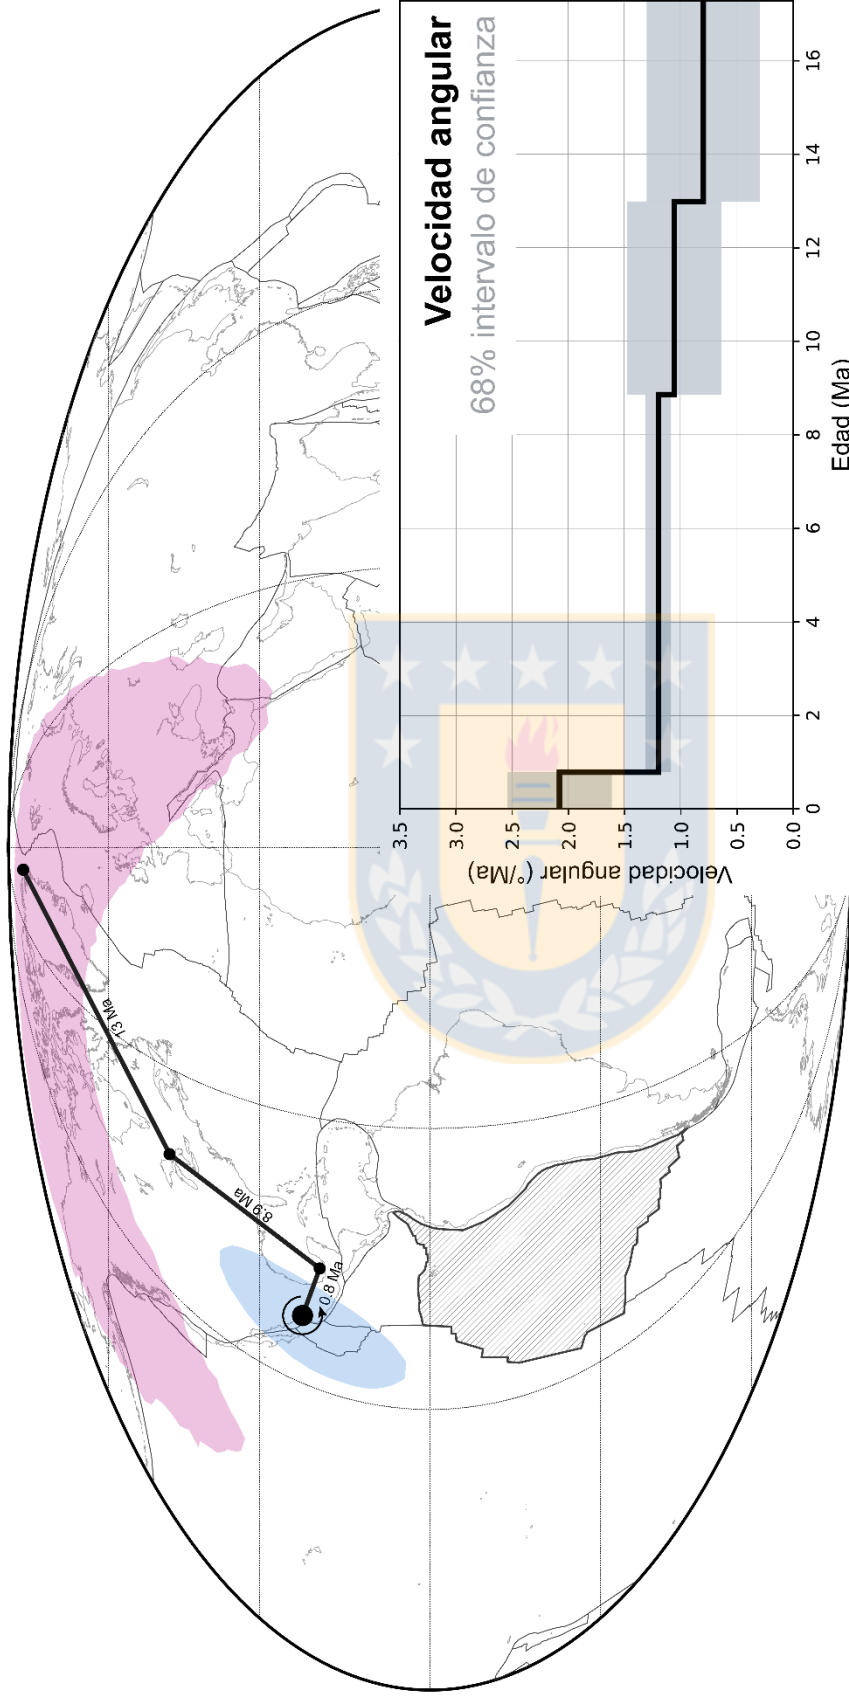 13 Ma
8.9 Ma
0.8 Ma
Velocidad angular
68% intervalo de confianza
Velocidad angular (°/Ma)
3.5
3.0
2.5
2.0
1.5
1.0
0.5
0.0
0
2
4
6
8
10
12
14
16
Edad (Ma)